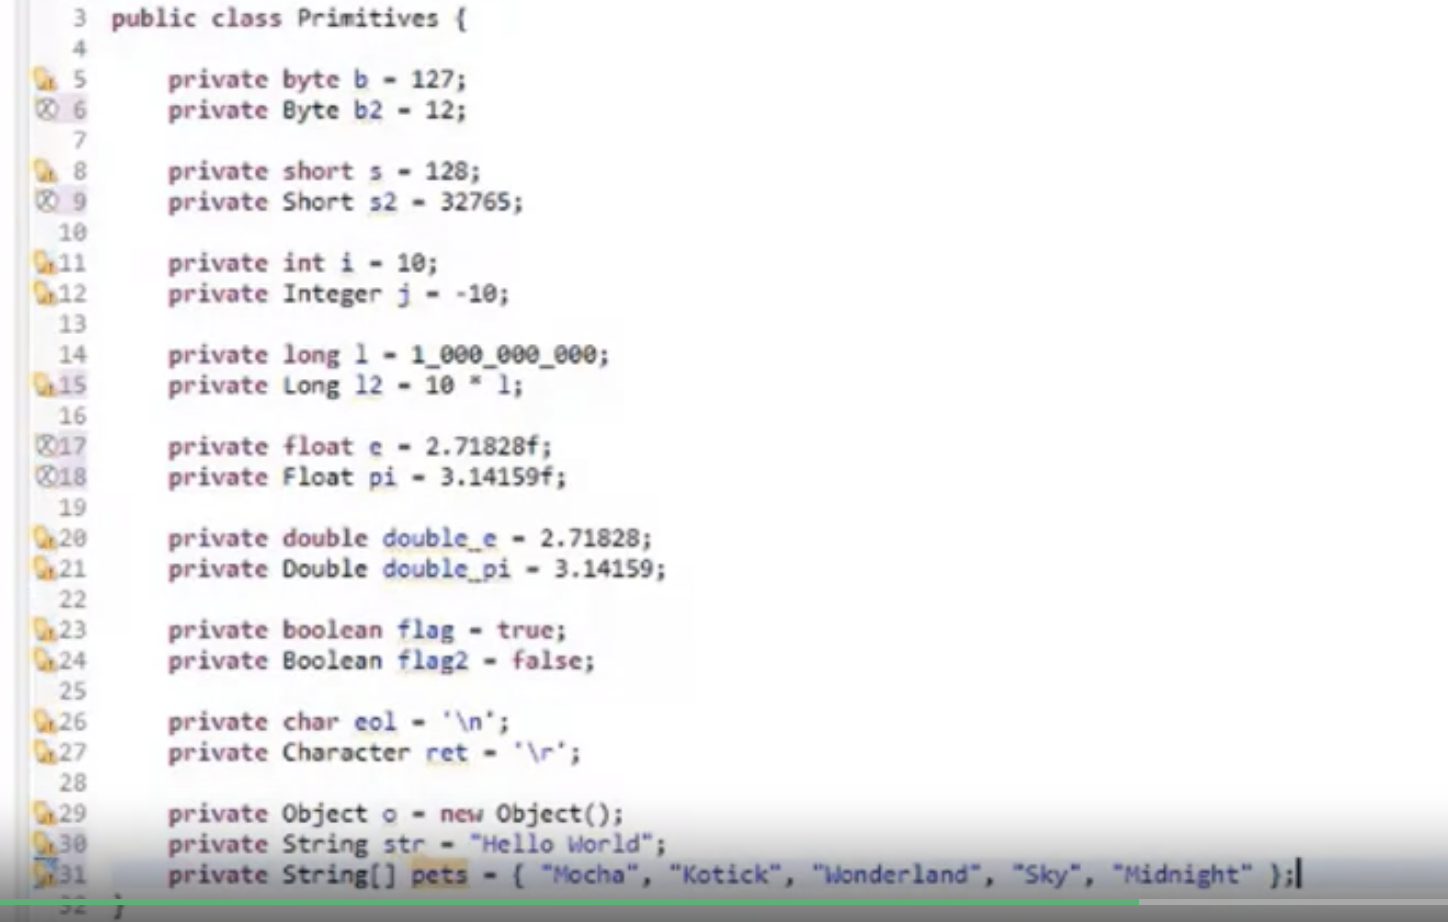 3 public class Primitives {
4
5 private byte b = 127;
6 private Byte b2 = 12;
7
8 private short s = 128;
9 private Short s2 = 32765;
10
11 private int i = 10;
12 private Integer j = -10;
13
14 private long l = 1_000_000_000;
15 private Long l2 = 10 * l;
16
17 private float e = 2.71828f;
18 private Float pi = 3.14159f;
19
20 private double double_e = 2.71828;
21 private Double double_pi = 3.14159;
22
23 private boolean flag = true;
24 private Boolean flag2 = false;
25
26 private char eol = '\n';
27 private Character ret = '\r';
28
29 private Object o = new Object();
30 private String str = "Hello World";
31 private String[] pets = { "Mocha", "Kotick", "Wonderland", "Sky", "Midnight" };
32 }